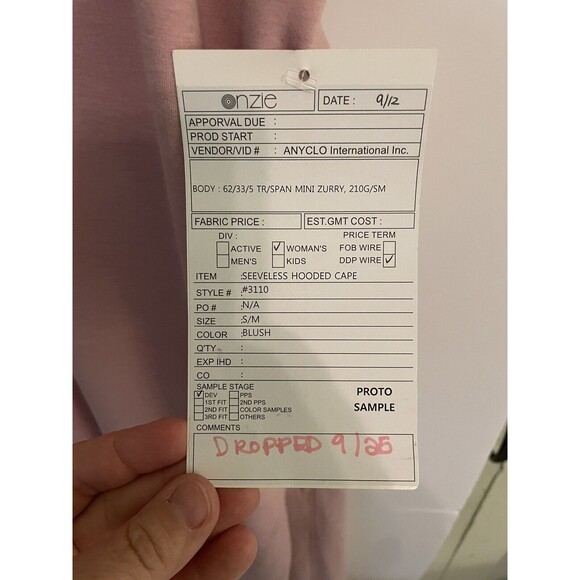 onzie DATE : 9/12
APPORVAL DUE :
PROD START :
VENDOR/VID # : ANYCLO International Inc.
BODY : 62/33/5 TR/SPAN MINI ZURRY, 210G/SM
FABRIC PRICE : EST.GMT COST :
DIV : PRICE TERM
ACTIVE ✓ WOMAN'S FOB WIRE
MEN'S KIDS DDP WIRE ✓
ITEM :SEEVELESS HOODED CAPE
STYLE # :#3110
PO # :N/A
SIZE :S/M
COLOR :BLUSH
Q'TY :
EXP IHD :
CO :
SAMPLE STAGE
✓ DEV PPS
1ST FIT 2ND PPS
2ND FIT COLOR SAMPLES
3RD FIT OTHERS
PROTO
SAMPLE
COMMENTS
DROPPED 9/25